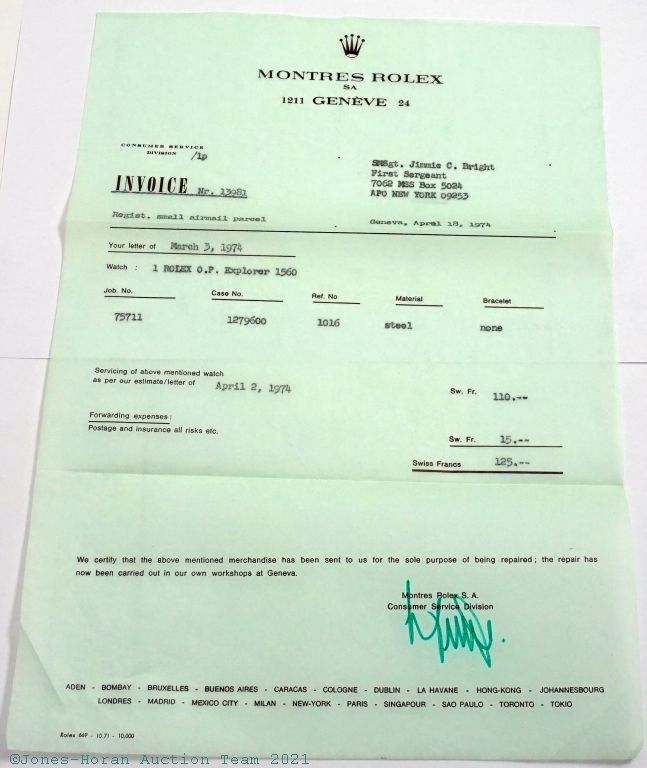 MONTRES ROLEX
SA
1211 GENÈVE 24
CONSUMER SERVICE
DIVISION /lp
SMSgt. Jimmie C. Bright
First Sergeant
7062 MSS Box 5024
APO NEW YORK 09253
INVOICE Nr. 13981
Regist. small airmail parcel
Geneva, April 18, 1974
Your letter of March 3, 1974
Watch : 1 ROLEX O.P. Explorer 1560
Job. No. Case No. Ref. No Material Bracelet
75711 1279600 1016 steel none
Servicing of above mentioned watch
as per our estimate/letter of April 2, 1974 Sw. Fr. 110.--
Forwarding expenses :
Postage and insurance all risks etc. Sw. Fr. 15.--
Swiss Francs 125.--
We certify that the above mentioned merchandise has been sent to us for the sole purpose of being repaired ; the repair has
now been carried out in our own workshops at Geneva.
Montres Rolex S. A.
Consumer Service Division
ADEN - BOMBAY - BRUXELLES - BUENOS AIRES - CARACAS - COLOGNE - DUBLIN - LA HAVANE - HONG-KONG - JOHANNESBOURG
LONDRES - MADRID - MEXICO CITY - MILAN - NEW-YORK - PARIS - SINGAPOUR - SAO PAULO - TORONTO - TOKIO
Rolex 669 - 10.71 - 10,000
©Jones-Horan Auction Team 2021